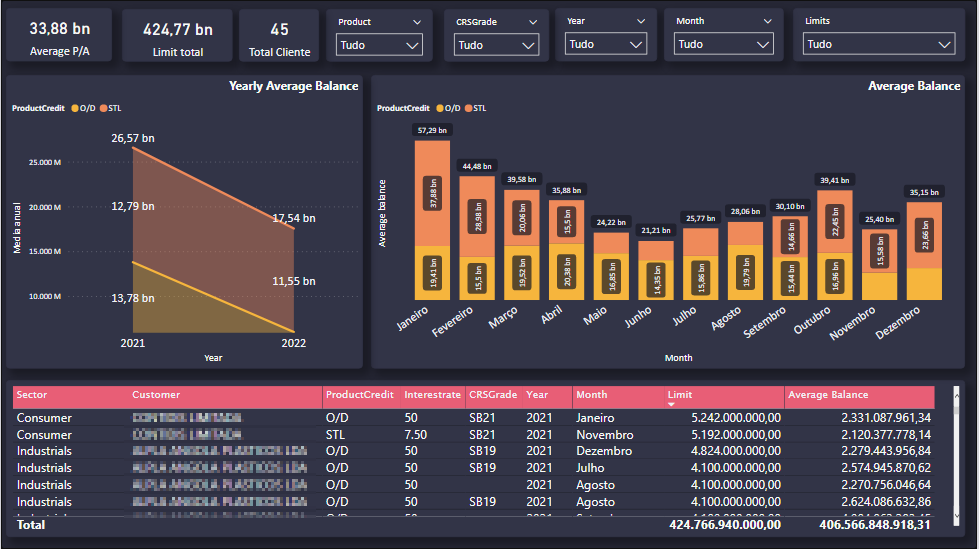 33,88 bn
Average P/A
424,77 bn
Limit total
45
Total Cliente
Product
Tudo
CRSGrade
Tudo
Year
Tudo
Month
Tudo
Limits
Tudo
Yearly Average Balance
ProductCredit O/D STL
26,57 bn
25.000 M
12,79 bn
17,54 bn
20.000 M
15.000 M
11,55 bn
13,78 bn
10.000 M
Media anual
2021 2022
Year
Average Balance
ProductCredit O/D STL
Average balance
57,29 bn
44,48 bn
39,58 bn
35,88 bn
24,22 bn
21,21 bn
25,77 bn
28,06 bn
30,10 bn
39,41 bn
25,40 bn
35,15 bn
37,88 bn
28,98 bn
20,06 bn
15,5 bn
14,66 bn
22,45 bn
15,58 bn
23,66 bn
19,41 bn
15,5 bn
19,52 bn
20,38 bn
16,85 bn
14,35 bn
15,86 bn
19,79 bn
15,44 bn
16,96 bn
Janeiro Fevereiro Março Abril Maio Junho Julho Agosto Setembro Outubro Novembro Dezembro
Month
Sector Customer ProductCredit Interestrate CRSGrade Year Month Limit Average Balance
Consumer O/D 50 SB21 2021 Janeiro 5.242.000.000,00 2.331.087.961,34
Consumer STL 7.50 SB21 2021 Novembro 5.192.000.000,00 2.120.377.778,14
Industrials O/D 50 SB19 2021 Dezembro 4.824.000.000,00 2.279.443.956,84
Industrials O/D 50 SB19 2021 Julho 4.100.000.000,00 2.574.945.870,62
Industrials O/D 50 2021 Agosto 4.100.000.000,00 2.270.756.046,64
Industrials O/D 50 SB19 2021 Agosto 4.100.000.000,00 2.624.086.632,86
Total 424.766.940.000,00 406.566.848.918,31